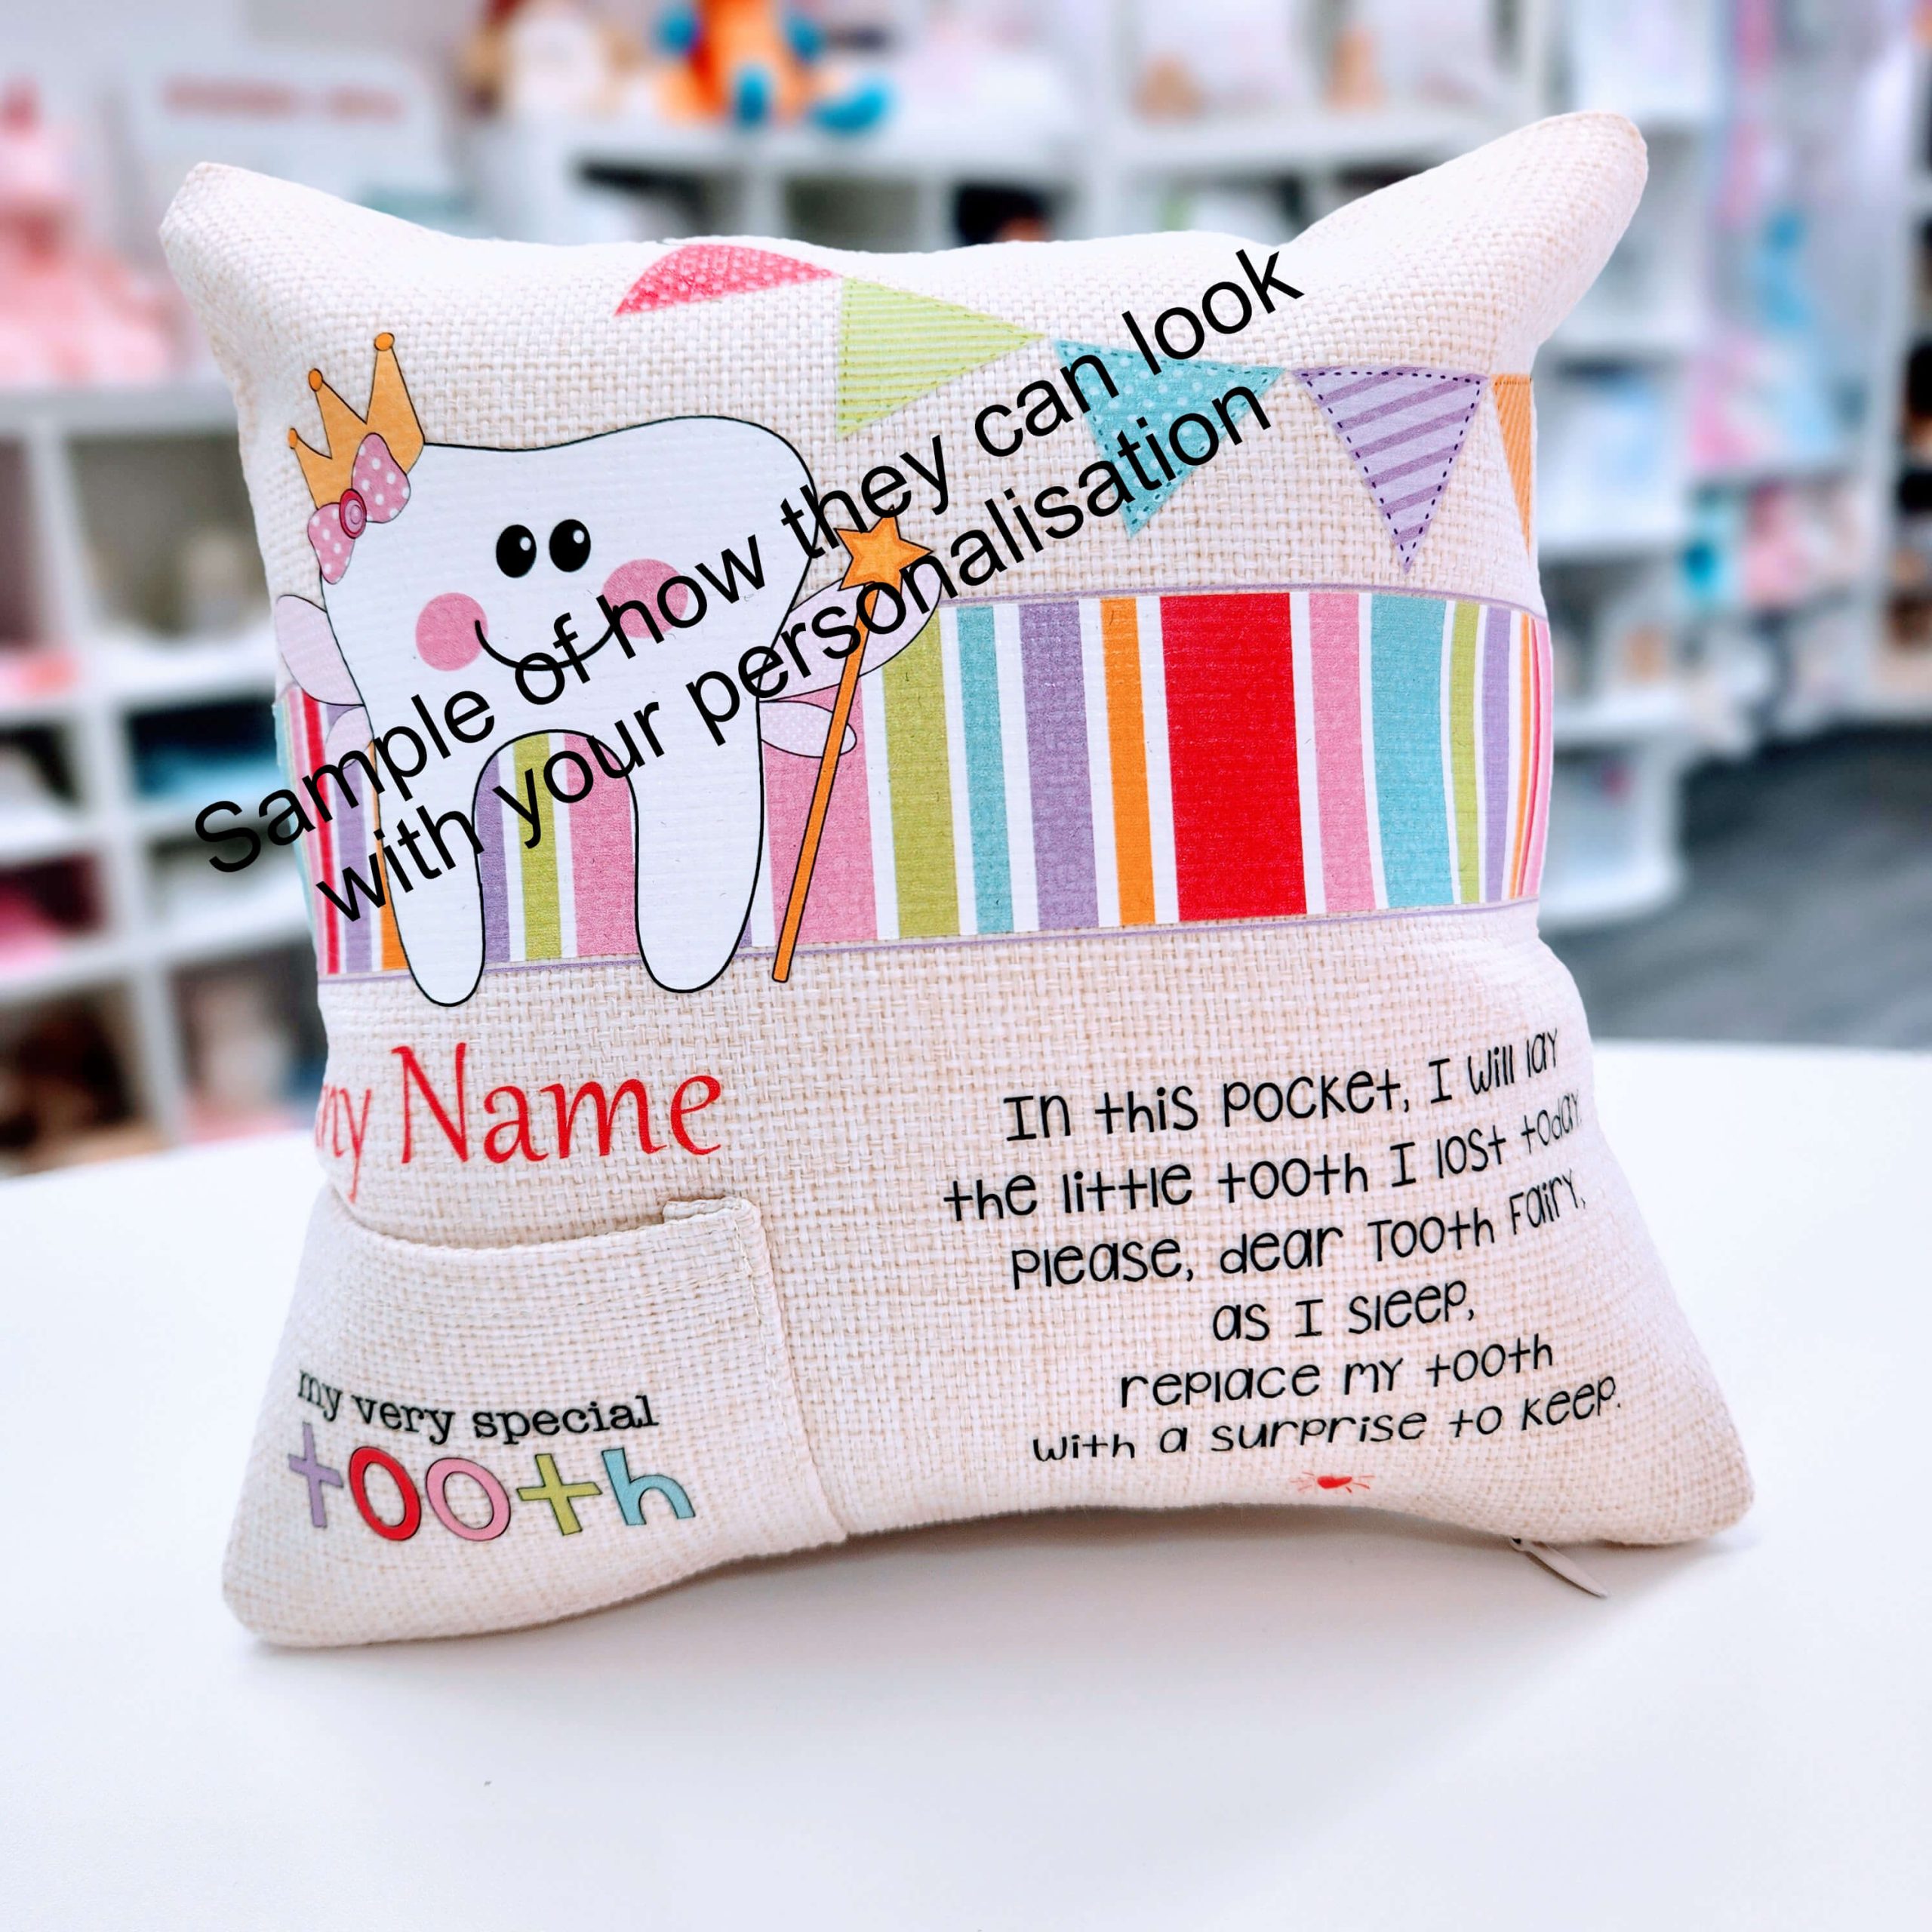 Sample of how they can look
with your personalisation
my Name
In this pocket, I will lay
the little tooth I lost today.
Please, dear Tooth Fairy,
as I sleep,
replace my tooth
with a surprise to keep.
my very special
tooth